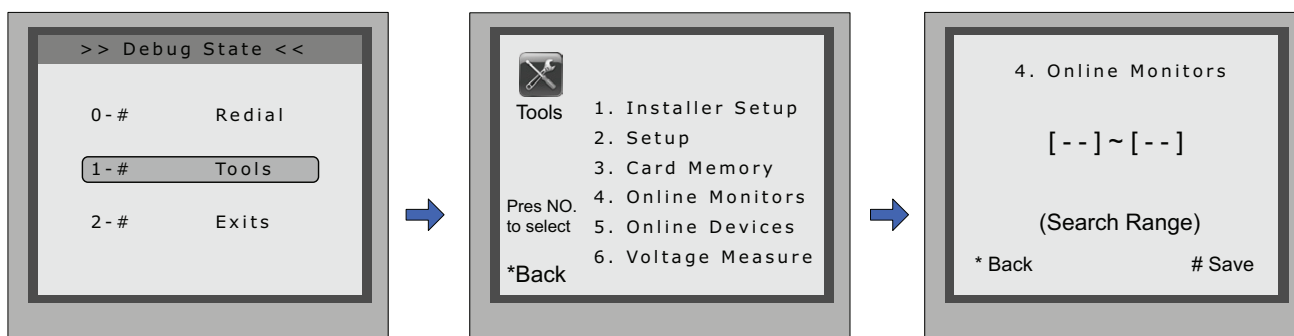 >> Debug State <<
0-# Redial
1-# Tools
2-# Exits
Tools
1. Installer Setup
2. Setup
3. Card Memory
4. Online Monitors
5. Online Devices
6. Voltage Measure
Pres NO.
to select
*Back
4. Online Monitors
[--]~[--]
(Search Range)
* Back # Save